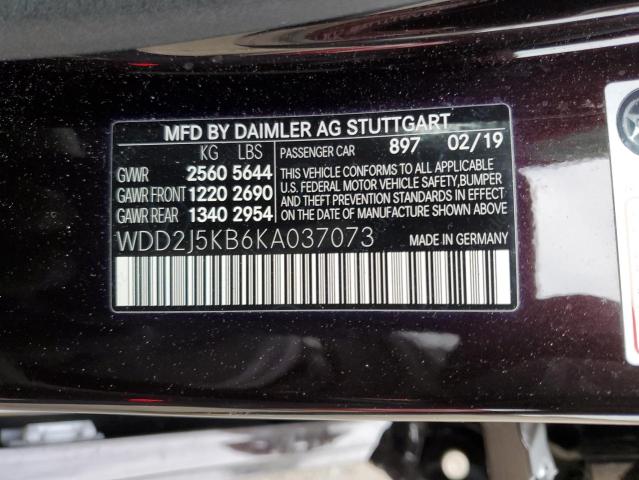 MFD BY DAIMLER AG STUTTGART
KG LBS PASSENGER CAR 897 02/19
GVWR 2560 5644
GAWR FRONT 1220 2690
GAWR REAR 1340 2954
THIS VEHICLE CONFORMS TO ALL APPLICABLE
U.S. FEDERAL MOTOR VEHICLE SAFETY,BUMPER
AND THEFT PREVENTION STANDARDS IN EFFECT
ON THE DATE OF MANUFACTURE SHOWN ABOVE.
WDD2J5KB6KA037073 MADE IN GERMANY